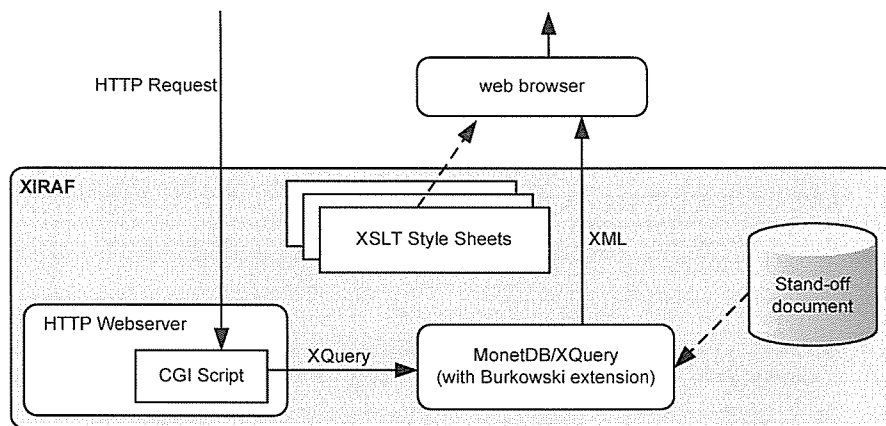 HTTP Request
web browser
XIRAF
XSLT Style Sheets
XML
Stand-off
document
HTTP Webserver
CGI Script
XQuery
MonetDB/XQuery
(with Burkowski extension)